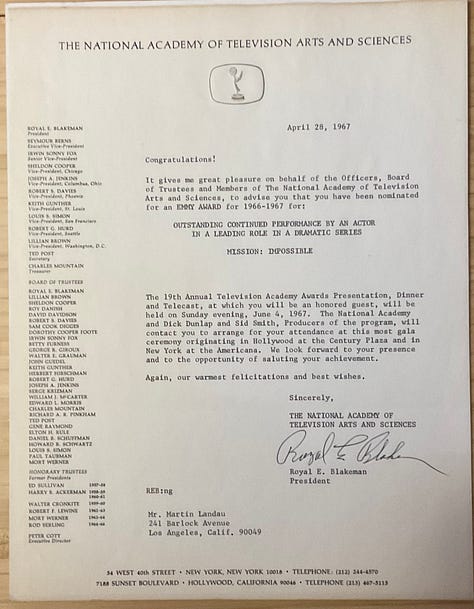 THE NATIONAL ACADEMY OF TELEVISION ARTS AND SCIENCES
ROYAL E. BLAKEMAN
President
SEYMOUR BERNS
Executive Vice-President
IRWIN SONNY FOX
Senior Vice-President
SHELDON COOPER
Vice-President, Chicago
JOSEPH A. JENKINS
Vice-President, Columbus, Ohio
ROBERT S. DAVIES
Vice-President, Phoenix
KEITH GUNTHER
Vice-President, St. Louis
LOUIS S. SIMON
Vice-President, San Francisco
ROBERT G. HURD
Vice-President, Seattle
LILLIAN BROWN
Vice-President, Washington, D.C.
TED POST
Secretary
CHARLES MOUNTAIN
Treasurer
BOARD OF TRUSTEES
ROYAL E. BLAKEMAN
LILLIAN BROWN
SHELDON COOPER
ROY DANISH
DAVID DAVIDSON
ROBERT S. DAVIES
SAM COOK DIGGES
DOROTHY COOPER FOOTE
IRWIN SONNY FOX
BETTY FURNESS
GEORGE B. GIROUX
WALTER E. GRAUMAN
JOHN GUEDEL
KEITH GUNTHER
HERBERT HIRSCHMAN
ROBERT G. HURD
JOSEPH A. JENKINS
SERGE KRIZMAN
WILLIAM J. McCARTER
EDWARD L. MORRIS
CHARLES MOUNTAIN
RICHARD A. R. PINKHAM
TED POST
GENE RAYMOND
ELTON H. RULE
DANIEL B. SCHUFFMAN
HOWARD B. SCHWARTZ
LOUIS S. SIMON
PAUL TAUBMAN
MORT WERNER
HONORARY TRUSTEES
Former Presidents
ED SULLIVAN
HARRY S. ACKERMAN
WALTER CRONKITE
ROBERT F. LEWINE
MORT WERNER
ROD SERLING
PETER COTT
Executive Director
April 28, 1967
Congratulations!
It gives me great pleasure on behalf of the Officers, Board
of Trustees and Members of The National Academy of Television
Arts and Sciences, to advise you that you have been nominated
for an EMMY AWARD for 1966-1967 for:
OUTSTANDING CONTINUED PERFORMANCE BY AN ACTOR
IN A LEADING ROLE IN A DRAMATIC SERIES
MISSION: IMPOSSIBLE
The 19th Annual Television Academy Awards Presentation, Dinner
and Telecast, at which you will be an honored guest, will be
held on Sunday evening, June 4, 1967. The National Academy
and Dick Dunlap and Sid Smith, Producers of the program, will
contact you to arrange for your attendance at this most gala
ceremony originating in Hollywood at the Century Plaza and in
New York at the Americana. We look forward to your presence
and to the opportunity of saluting your achievement.
Again, our warmest felicitations and best wishes.
Sincerely,
THE NATIONAL ACADEMY OF
TELEVISION ARTS AND SCIENCES
Royal E. Blakeman
Royal E. Blakeman
President
REB:ng
Mr. Martin Landau
241 Barlock Avenue
Los Angeles, Calif. 90049
54 WEST 40th STREET • NEW YORK, NEW YORK 10018 • TELEPHONE: (212) 244-4570
7188 SUNSET BOULEVARD • HOLLYWOOD, CALIFORNIA 90046 • TELEPHONE (213) 467-5113